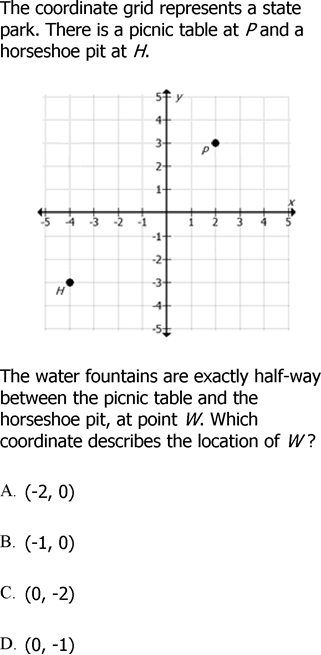 The coordinate grid represents a state
park. There is a picnic table at P and a
horseshoe pit at H.
5 y
4
3
P
2
1
x
-5 -4 -3 -2 -1 1 2 3 4 5
-1
-2
-3
H
-4
-5
The water fountains are exactly half-way
between the picnic table and the
horseshoe pit, at point W. Which
coordinate describes the location of W?
A. (-2, 0)
B. (-1, 0)
C. (0, -2)
D. (0, -1)